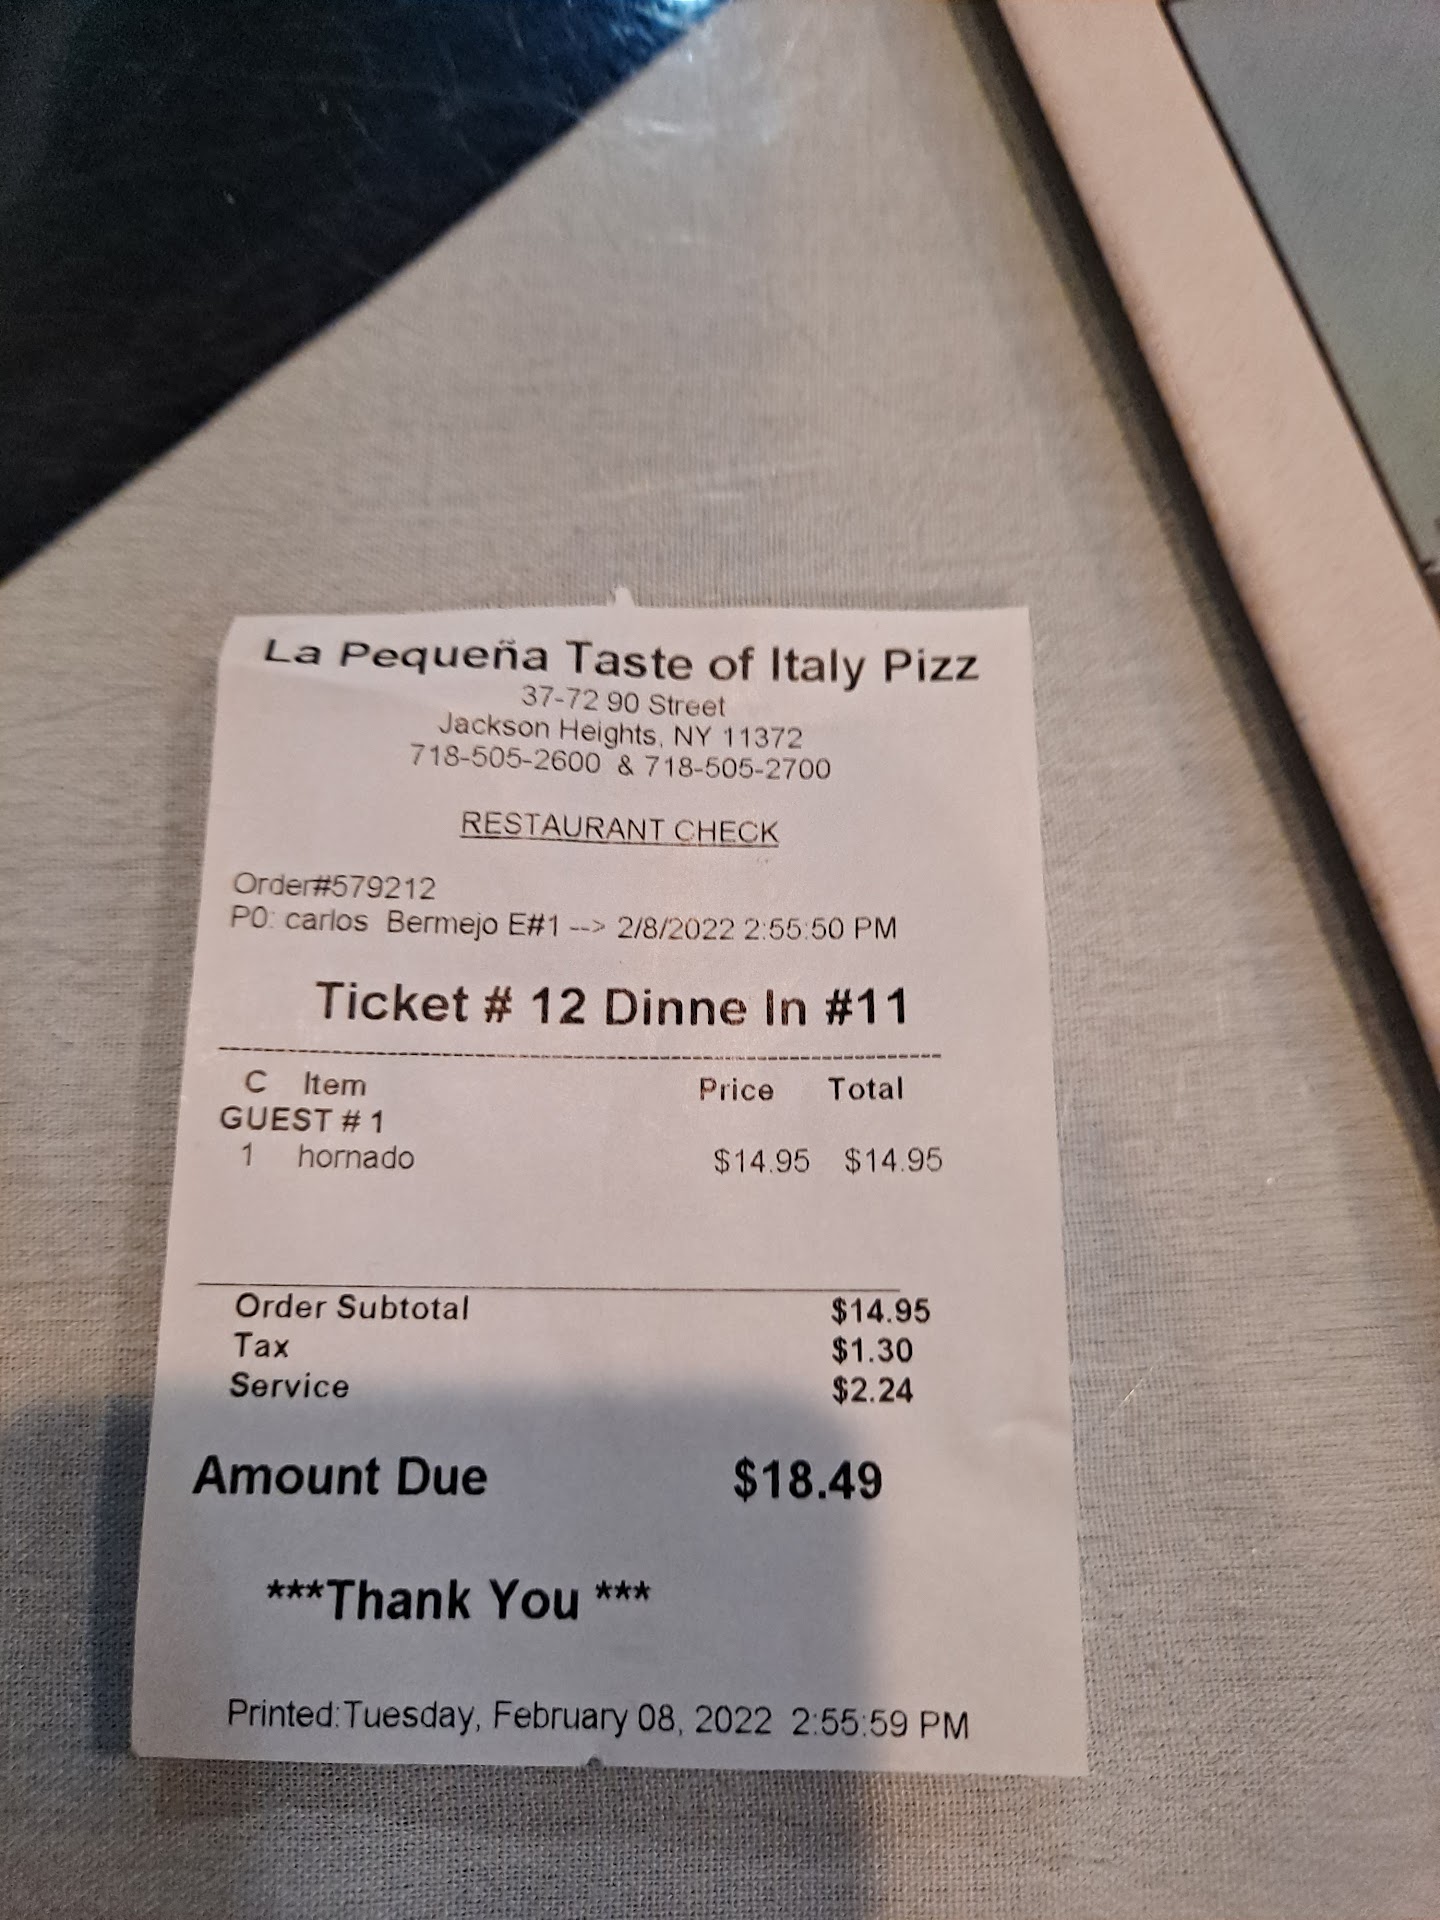 La Pequeña Taste of Italy Pizz
37-72 90 Street
Jackson Heights, NY 11372
718-505-2600 & 718-505-2700
RESTAURANT CHECK
Order#579212
P0: carlos Bermejo E#1 --> 2/8/2022 2:55:50 PM
Ticket # 12 Dinne In #11
C Item Price Total
GUEST # 1
1 hornado $14.95 $14.95
Order Subtotal $14.95
Tax $1.30
Service $2.24
Amount Due $18.49
***Thank You ***
Printed:Tuesday, February 08, 2022 2:55:59 PM